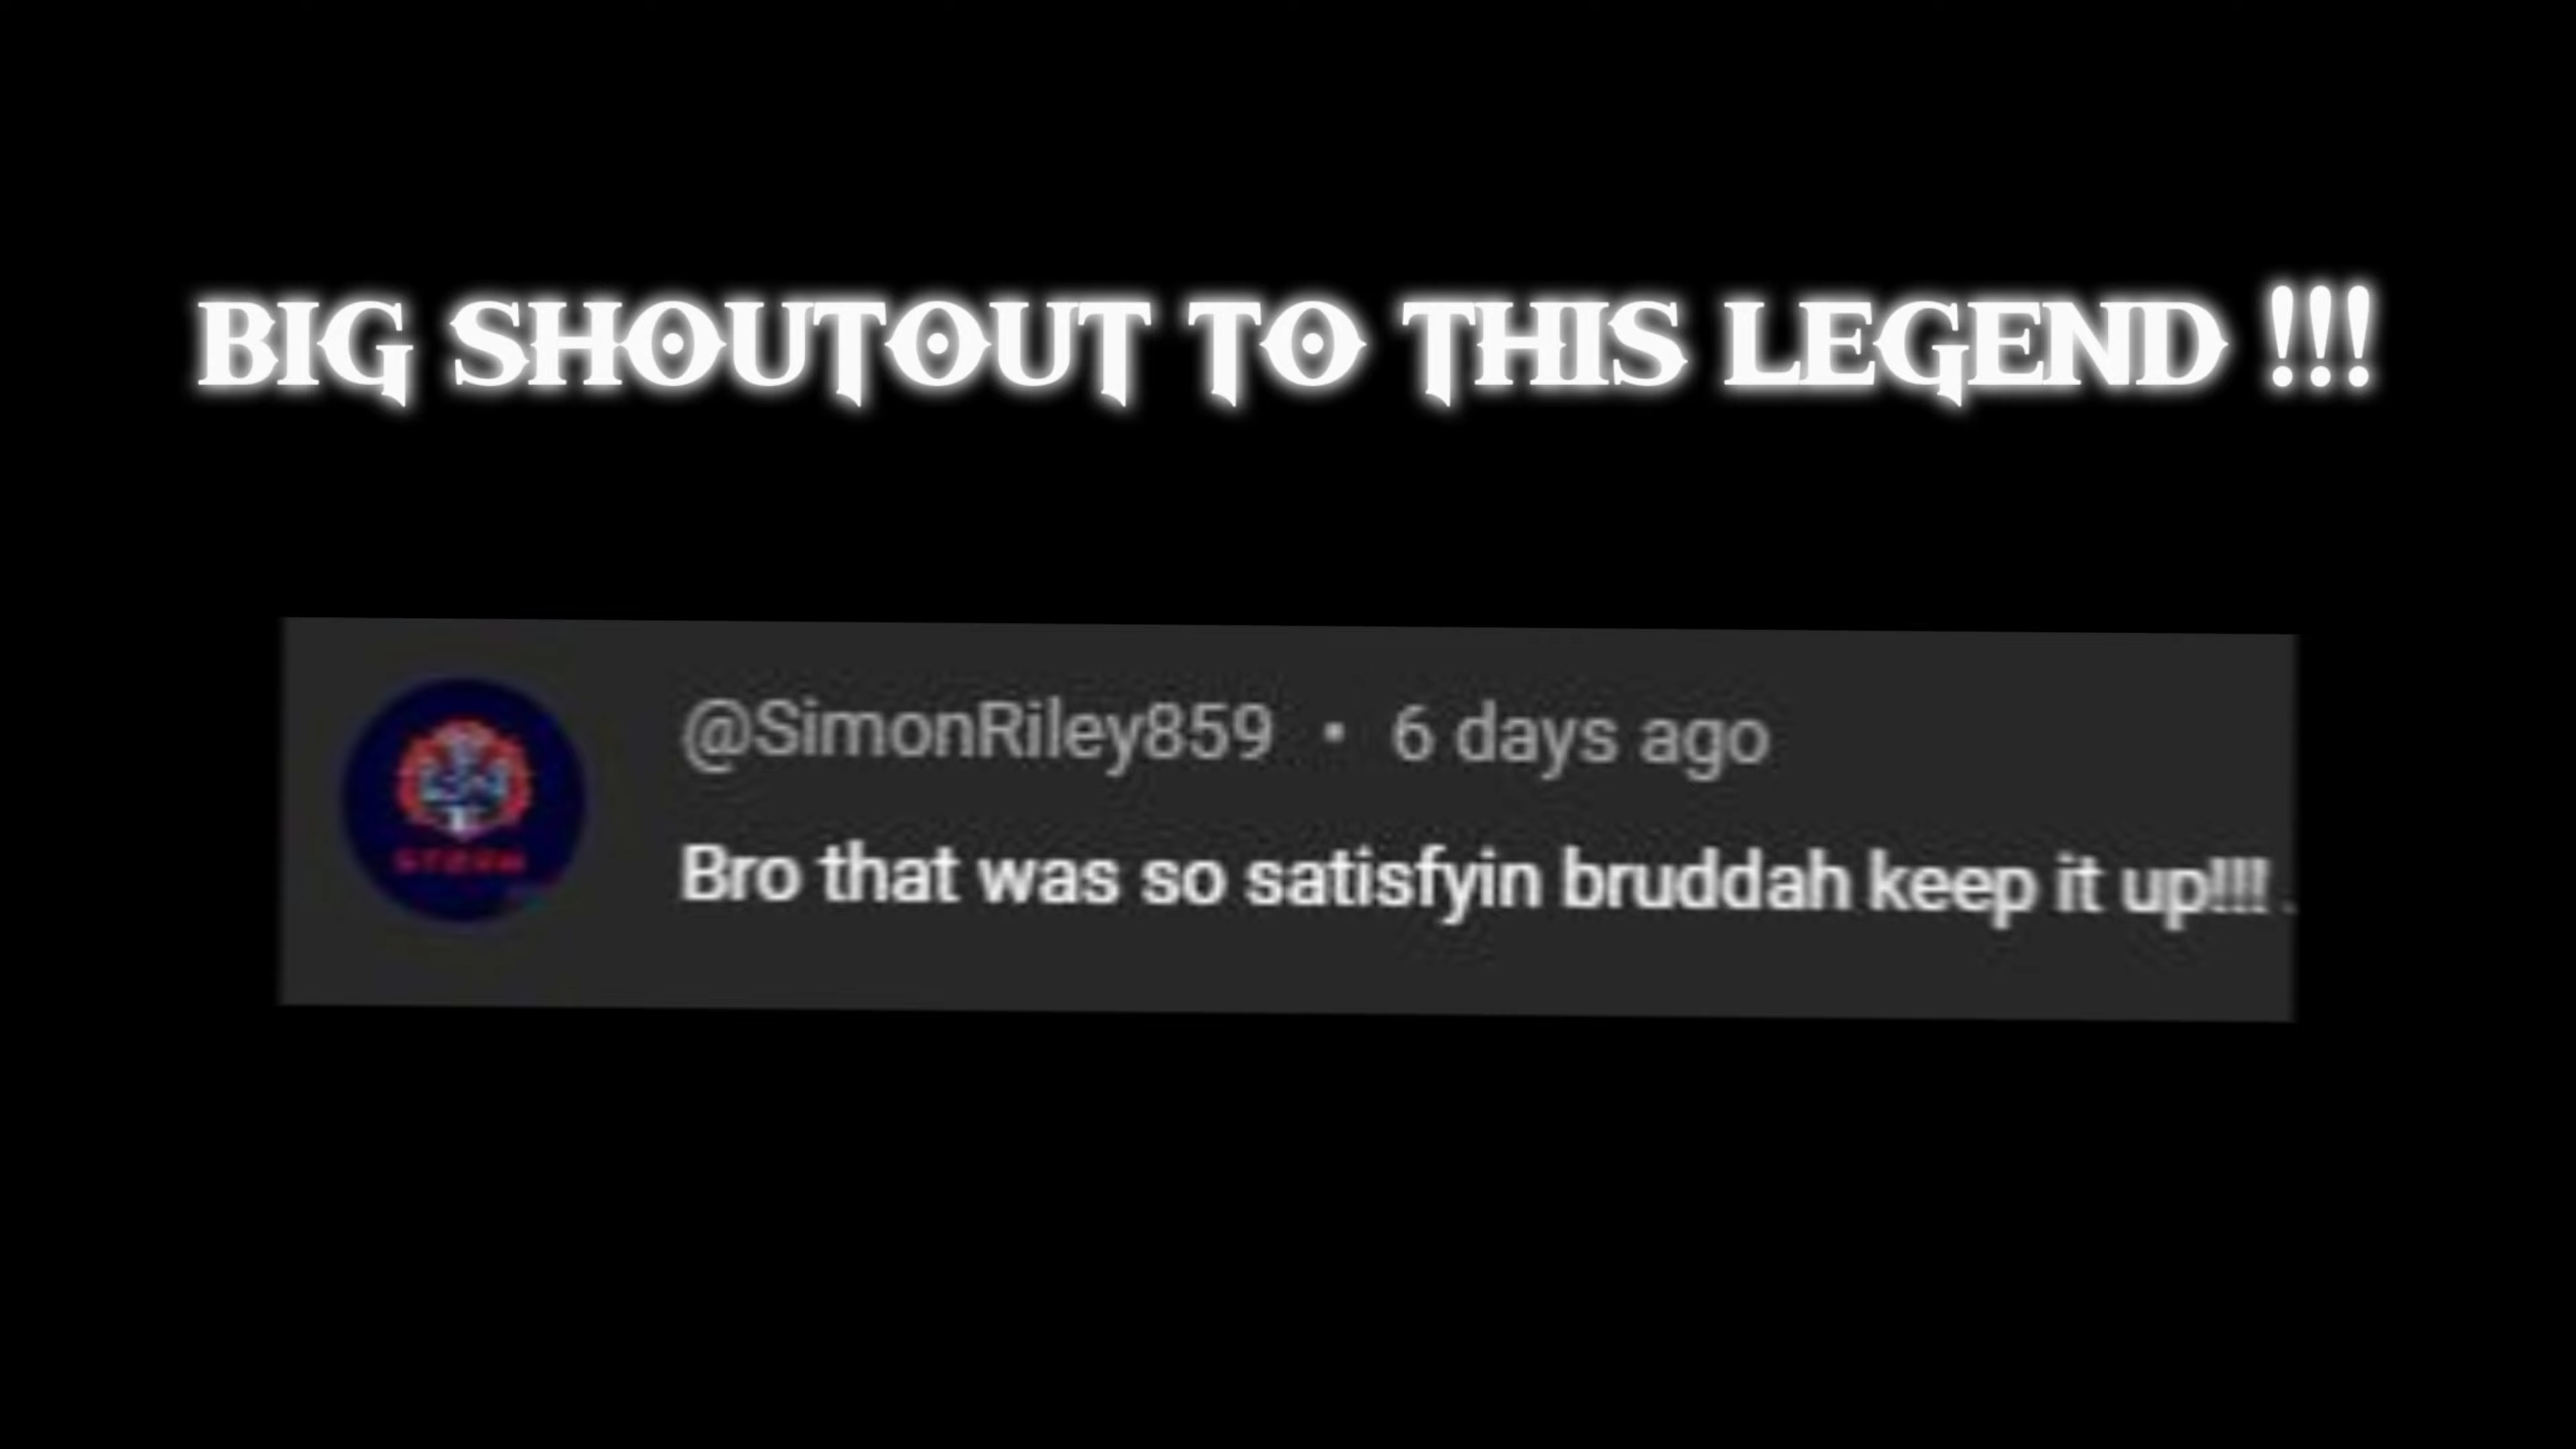 BIG SHOUTOUT TO THIS LEGEND !!!
@SimonRiley859 · 6 days ago
Bro that was so satisfyin bruddah keep it up!!! .